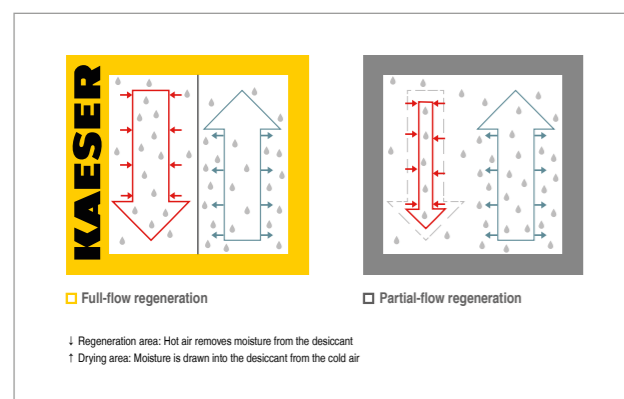 KAESER
Full-flow regeneration
Partial-flow regeneration
↓ Regeneration area: Hot air removes moisture from the desiccant
↑ Drying area: Moisture is drawn into the desiccant from the cold air